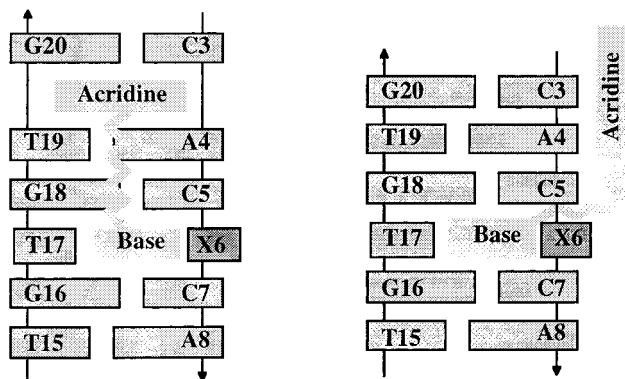 G20 C3
Acridine
T19 A4
G18 C5
T17 Base X6
G16 C7
T15 A8
Acridine
G20 C3
T19 A4
G18 C5
T17 Base X6
G16 C7
T15 A8